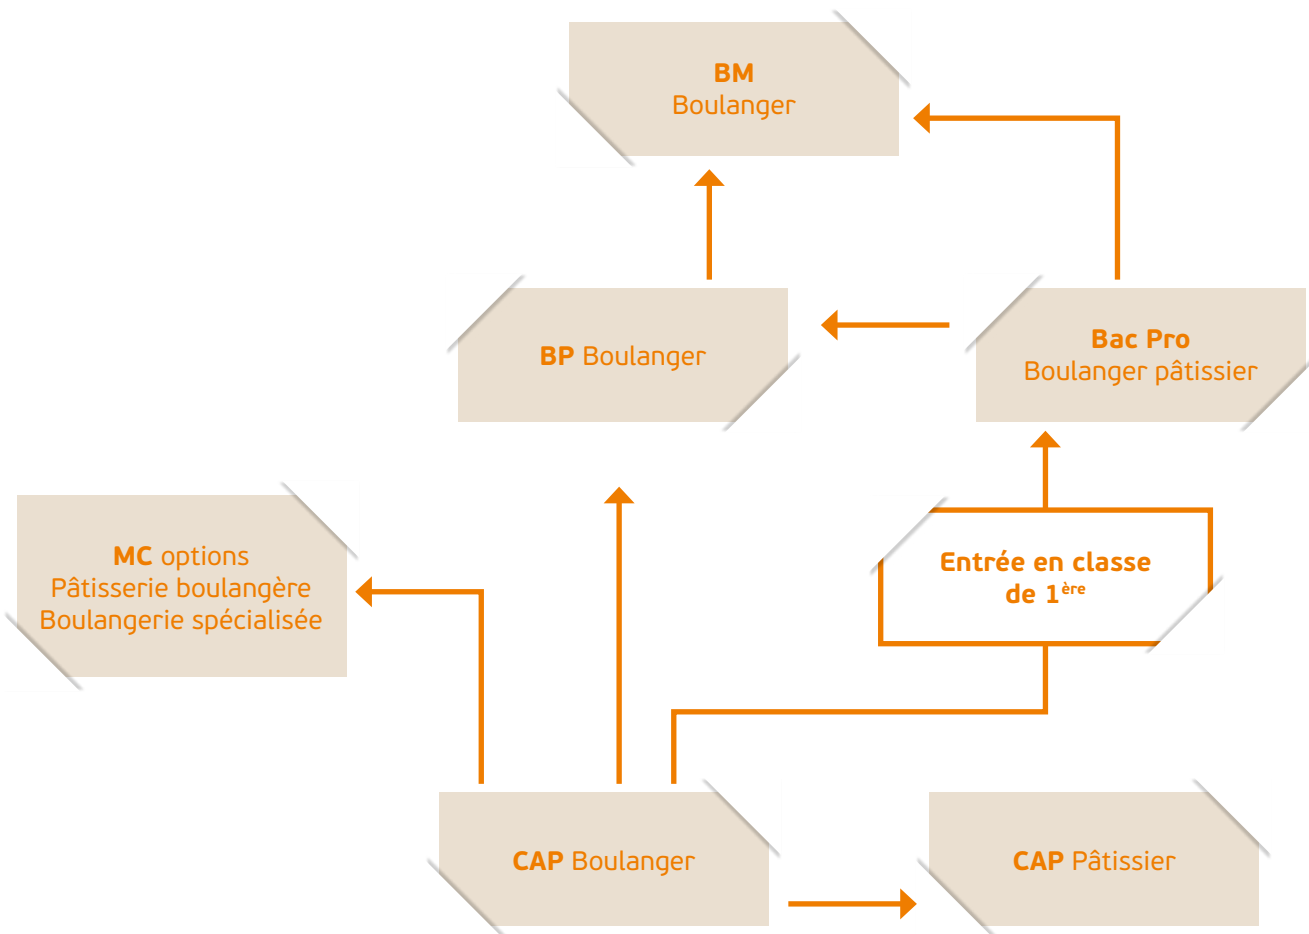 BM
Boulanger
BP Boulanger
Bac Pro
Boulanger pâtissier
MC options
Pâtisserie boulangère
Boulangerie spécialisée
Entrée en classe
de 1ère
CAP Boulanger
CAP Pâtissier